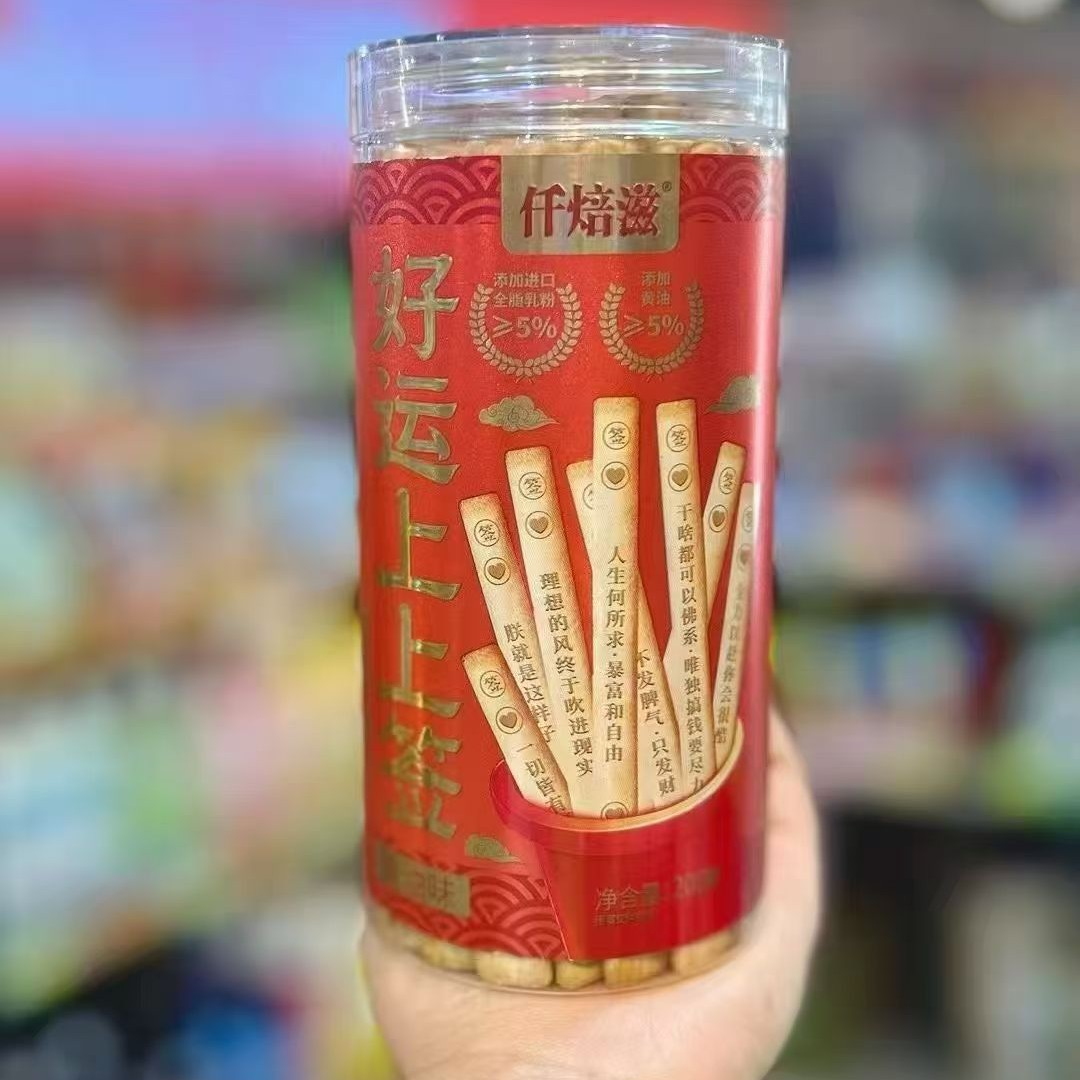 仟焙滋®
好运上上签
添加进口
全脂乳粉
≥5%
添加
黄油
≥5%
签
朕就是这样子
签
理想的风终于吹进现实
签
签
人生何所求·暴富和自由
不发脾气·只发财
签
干啥都可以佛系·唯独搞钱要尽力
签
签
签
一切皆有
味
净含量